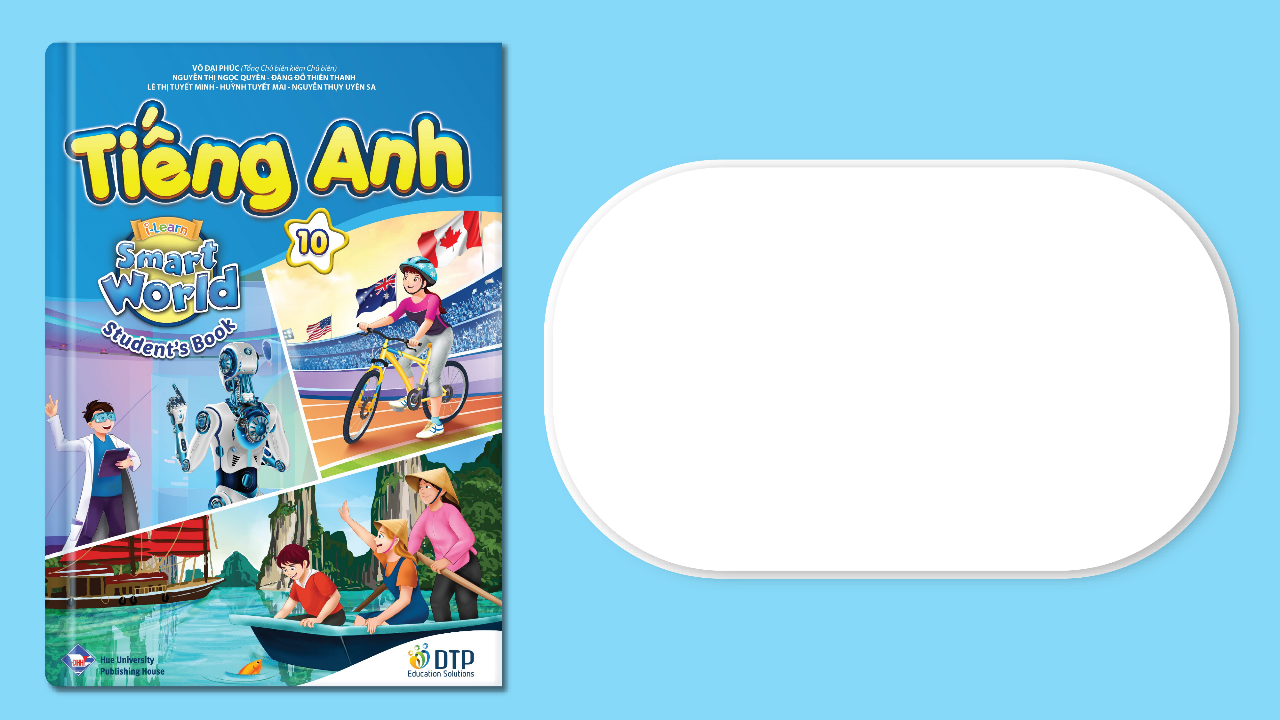 VÕ ĐẠI PHÚC (Tổng Chủ biên kiêm Chủ biên)
NGUYỄN THỊ NGỌC QUYÊN - ĐẶNG ĐỖ THIÊN THANH
LÊ THỊ TUYẾT MINH - HUỲNH TUYẾT MAI - NGUYỄN THỤY UYÊN SA
Tiếng Anh
10
i-Learn
Smart
World
Student's Book
ĐHH
Hue University
Publishing House
DTP
Education Solutions